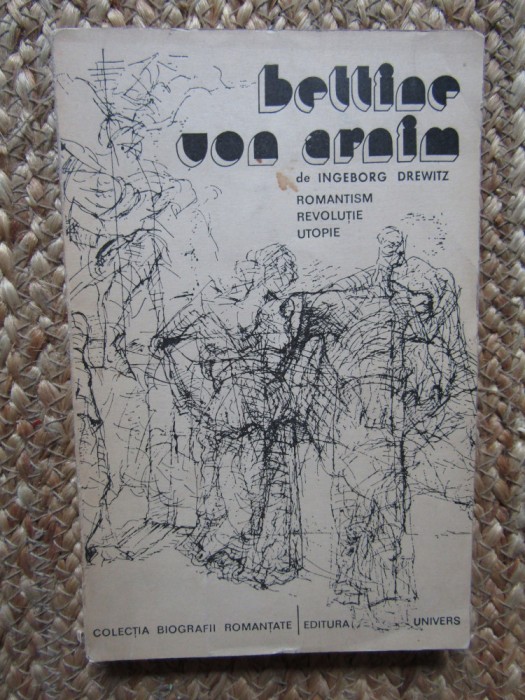 bettine
von arnim
de INGEBORG DREWITZ
ROMANTISM
REVOLUȚIE
UTOPIE
COLECȚIA BIOGRAFII ROMANȚATE | EDITURA UNIVERS